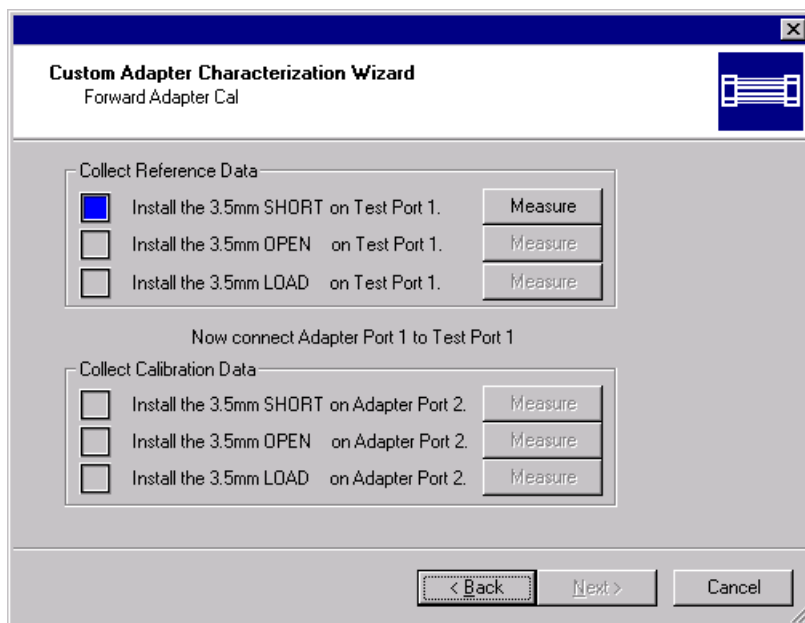 Custom Adapter Characterization Wizard
Forward Adapter Cal
Collect Reference Data
Install the 3.5mm SHORT on Test Port 1. Measure
Install the 3.5mm OPEN on Test Port 1. Measure
Install the 3.5mm LOAD on Test Port 1. Measure
Now connect Adapter Port 1 to Test Port 1
Collect Calibration Data
Install the 3.5mm SHORT on Adapter Port 2. Measure
Install the 3.5mm OPEN on Adapter Port 2. Measure
Install the 3.5mm LOAD on Adapter Port 2. Measure
< Back Next > Cancel